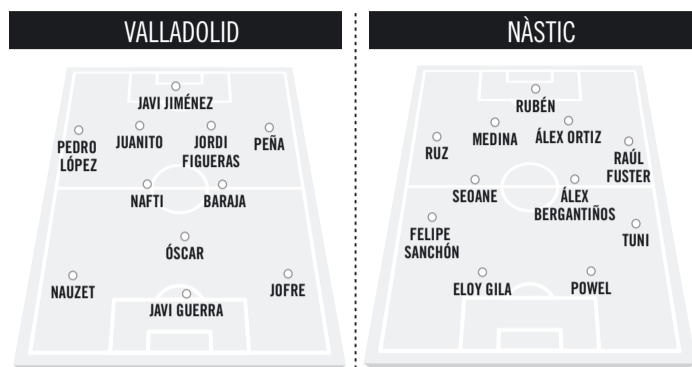 VALLADOLID
JAVI JIMÉNEZ
PEDRO
LÓPEZ
JUANITO
JORDI
FIGUERAS
PEÑA
NAFTI
BARAJA
ÓSCAR
NAUZET
JAVI GUERRA
JOFRE
NÀSTIC
RUBÉN
RUZ
MEDINA
ÁLEX ORTIZ
RAÚL
FUSTER
SEOANE
ÁLEX
BERGANTIÑOS
FELIPE
SANCHÓN
TUNI
ELOY GILA
POWEL